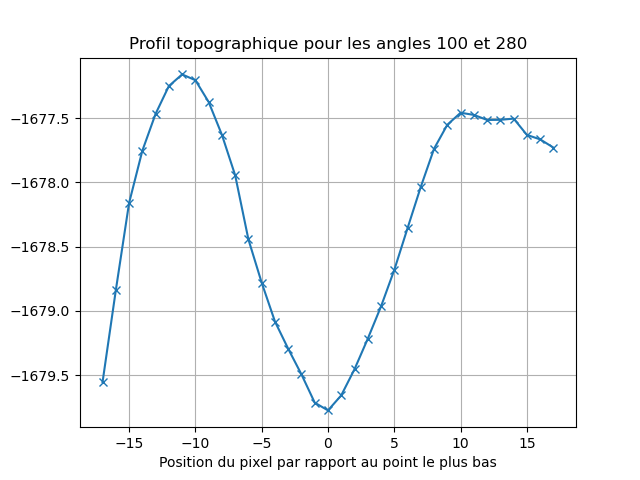 Profil topographique pour les angles 100 et 280
−1677.5
−1678.0
−1678.5
−1679.0
−1679.5
−15 −10 −5 0 5 10 15
Position du pixel par rapport au point le plus bas